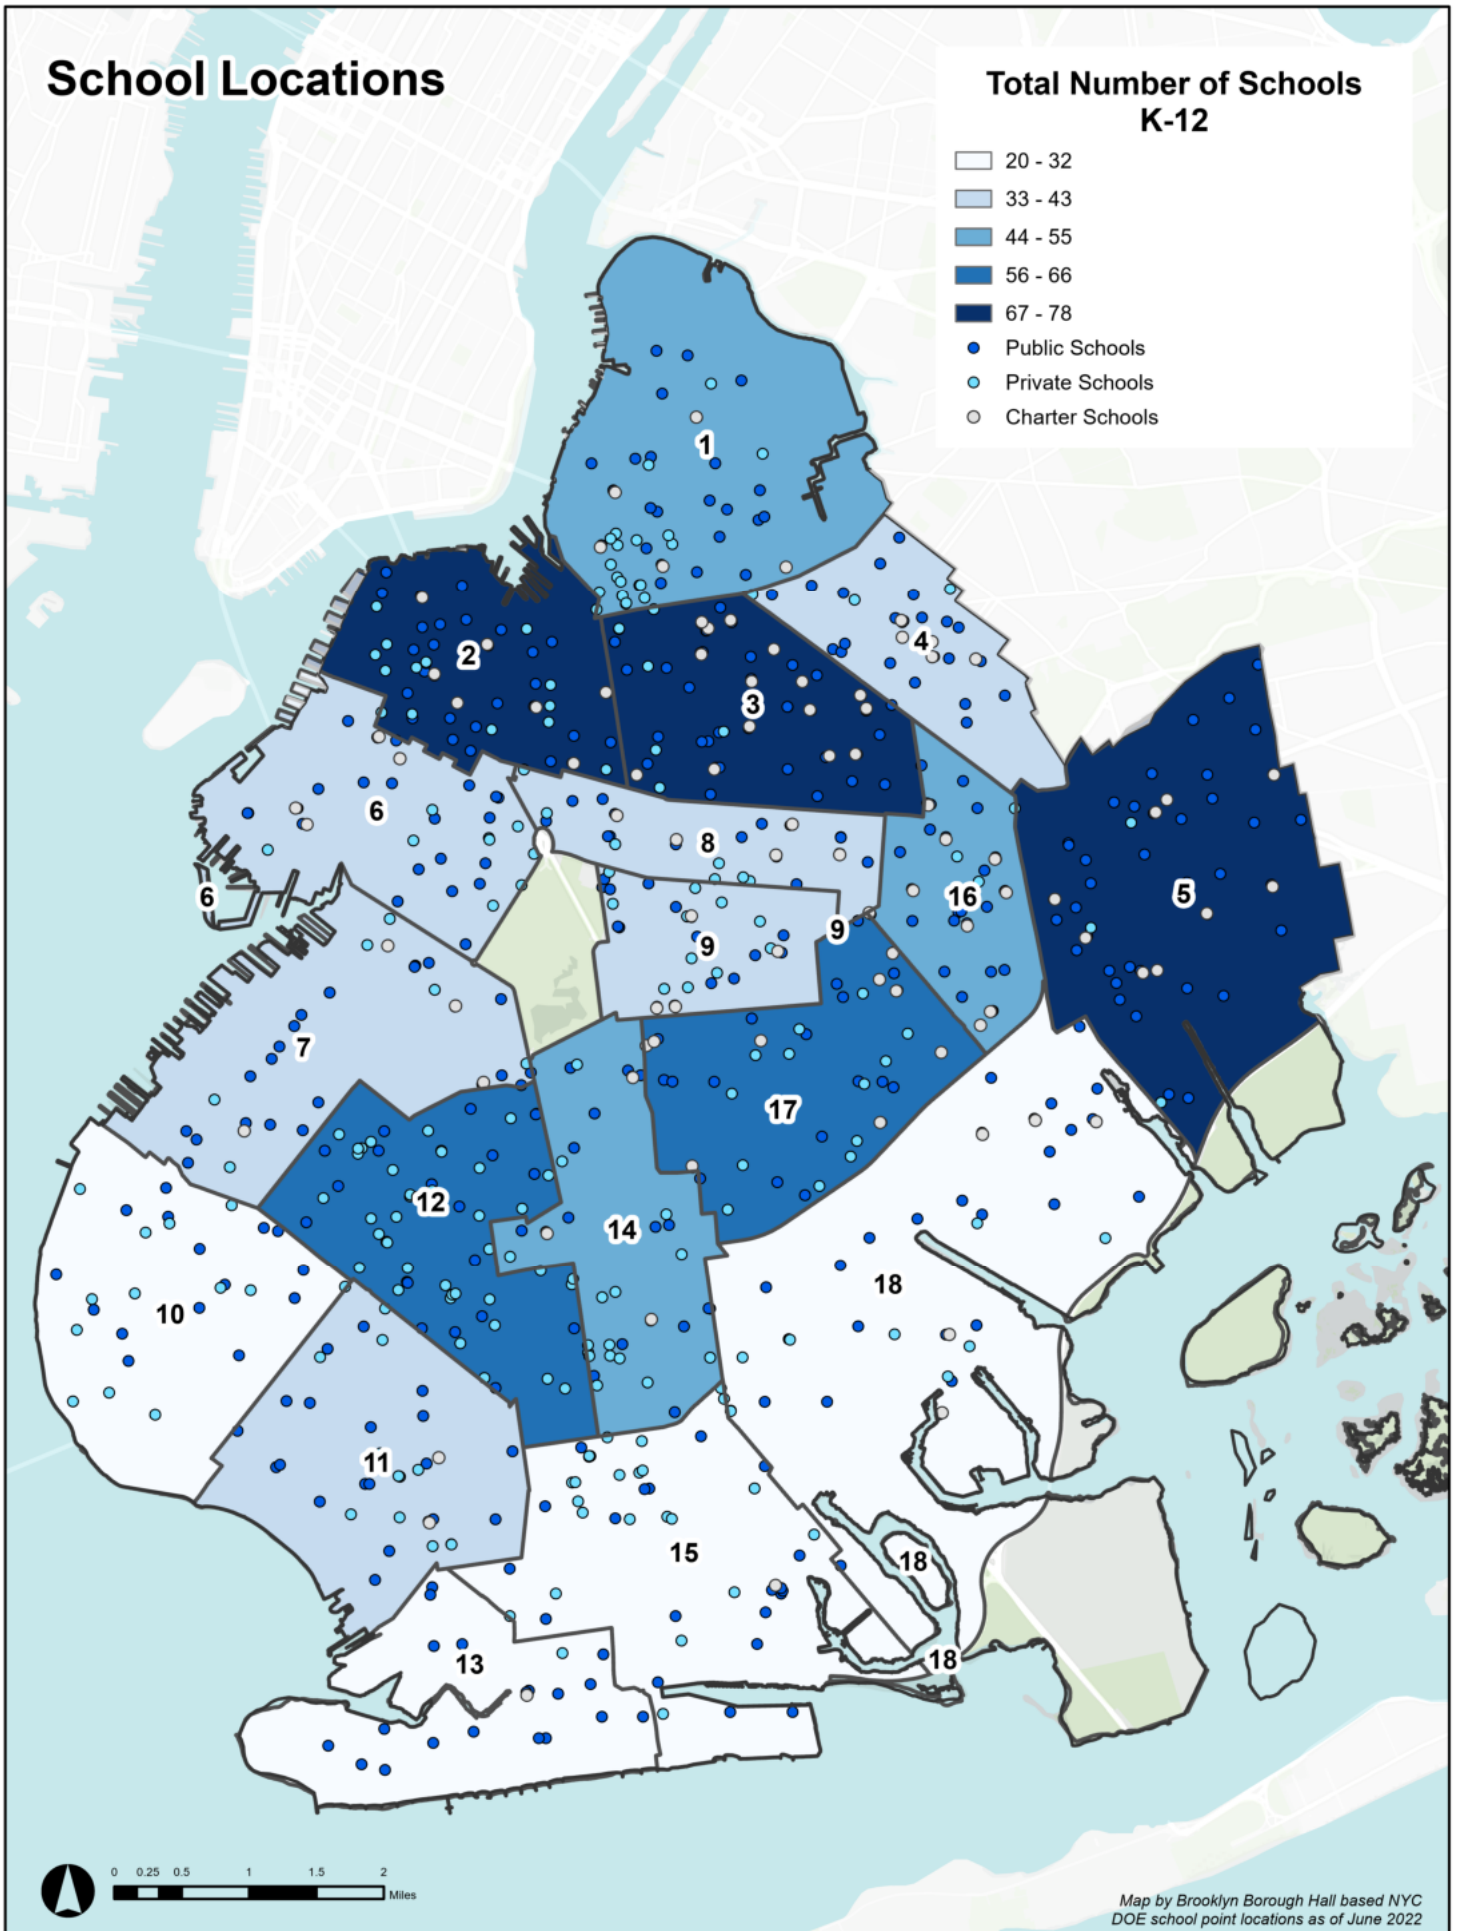 School Locations
Total Number of Schools
K-12
20 - 32
33 - 43
44 - 55
56 - 66
67 - 78
Public Schools
Private Schools
Charter Schools
1
2
4
3
6
8
5
6
16
9
9
7
17
12
14
18
10
11
15
18
18
13
0 0.25 0.5 1 1.5 2
Miles
Map by Brooklyn Borough Hall based NYC
DOE school point locations as of June 2022